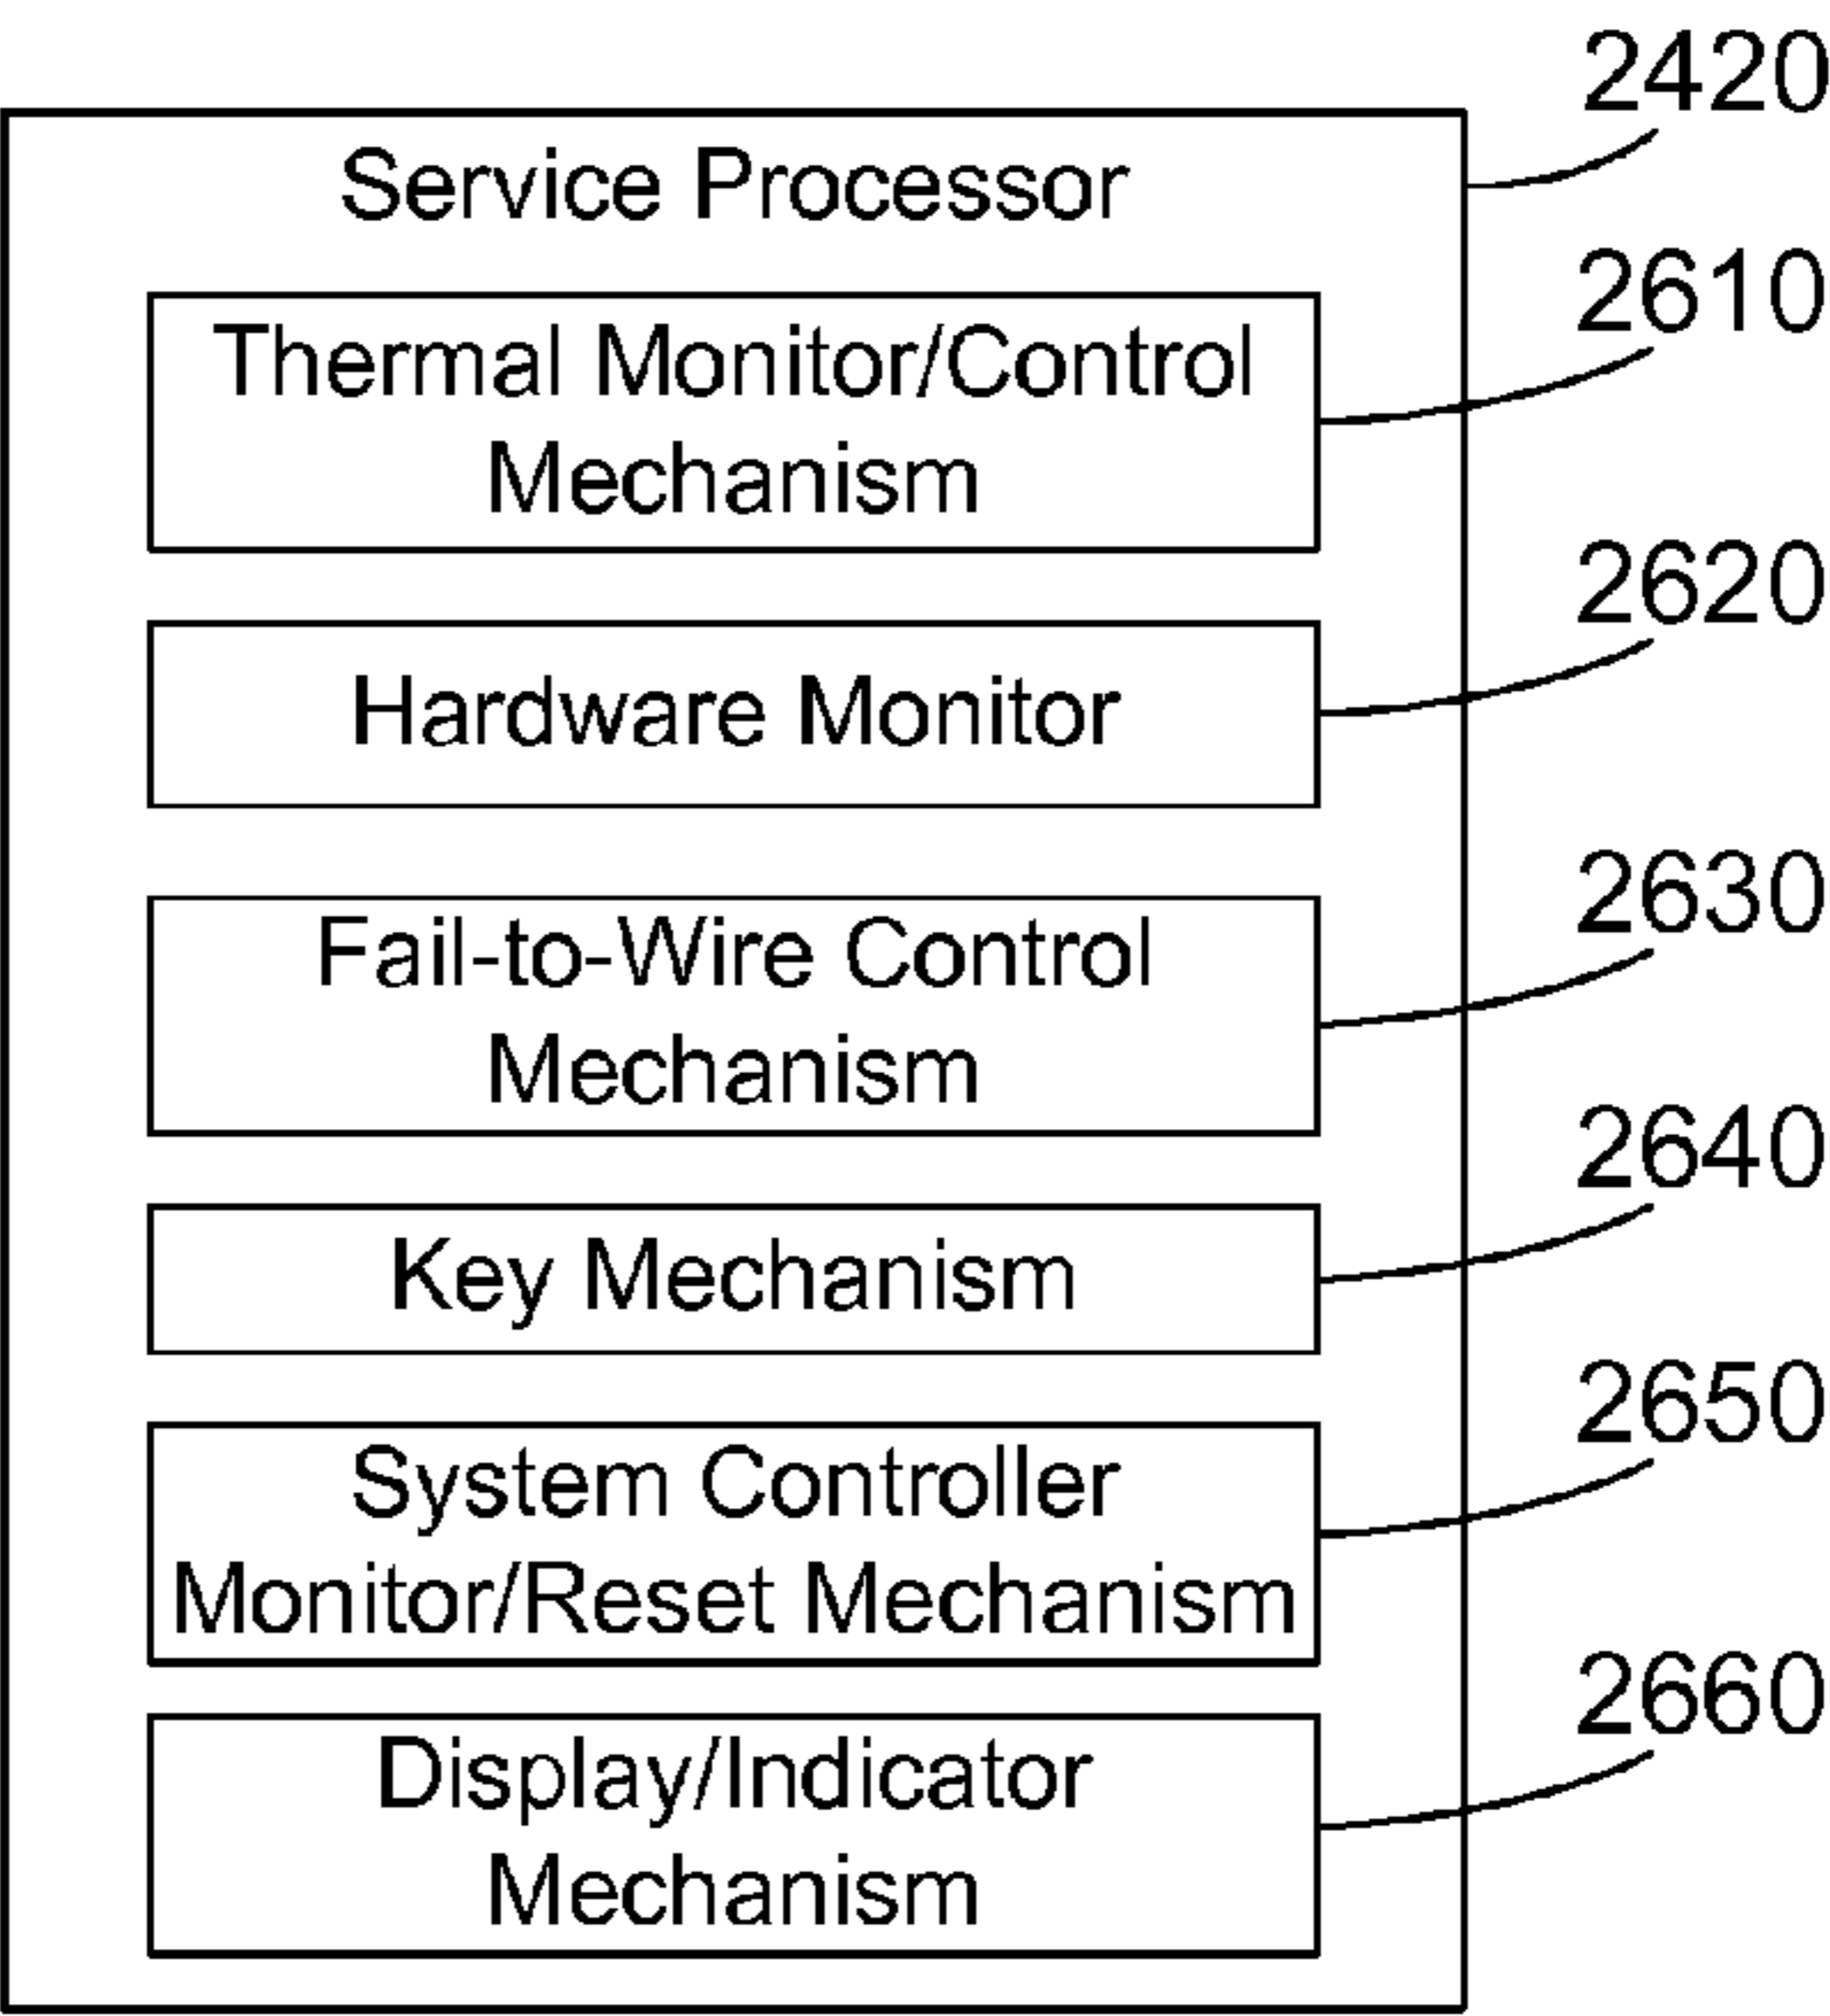 2420
Service Processor
2610
Thermal Monitor/Control
Mechanism
2620
Hardware Monitor
2630
Fail-to-Wire Control
Mechanism
2640
Key Mechanism
2650
System Controller
Monitor/Reset Mechanism
2660
Display/Indicator
Mechanism